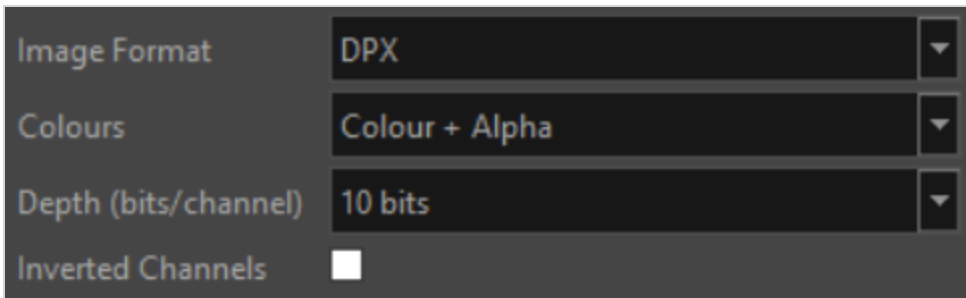 Image Format DPX
Colours Colour + Alpha
Depth (bits/channel) 10 bits
Inverted Channels